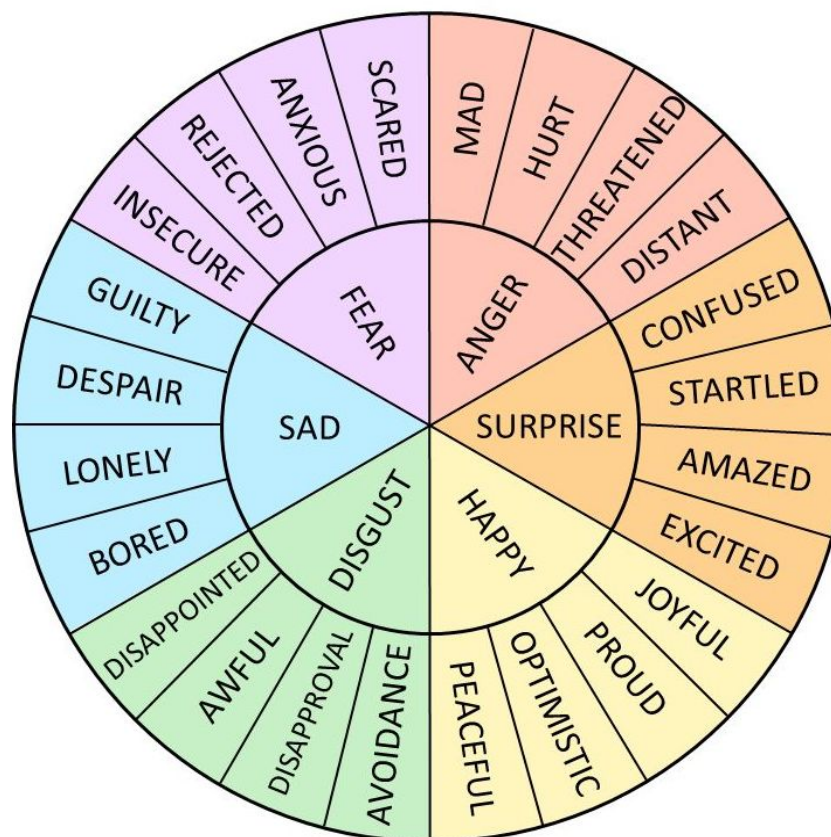 MAD
HURT
THREATENED
DISTANT
CONFUSED
STARTLED
AMAZED
EXCITED
JOYFUL
PROUD
OPTIMISTIC
PEACEFUL
AVOIDANCE
DISAPPROVAL
AWFUL
DISAPPOINTED
BORED
LONELY
DESPAIR
GUILTY
INSECURE
REJECTED
ANXIOUS
SCARED
ANGER
SURPRISE
HAPPY
DISGUST
SAD
FEAR